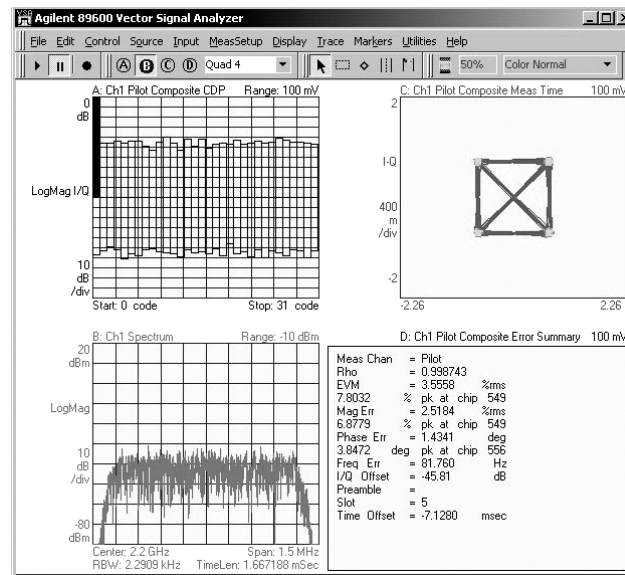 Agilent 89600 Vector Signal Analyzer
File Edit Control Source Input MeasSetup Display Trace Markers Utilities Help
A B C D Quad 4 50% Color Normal
A: Ch1 Pilot Composite CDP Range: 100 mV
0
dB
LogMag I/Q
10
dB
/div
Start: 0 code Stop: 31 code
C: Ch1 Pilot Composite Meas Time 100 mV
2
I-Q
400
m
/div
-2
-2.26 2.26
B: Ch1 Spectrum Range: -10 dBm
20
dBm
LogMag
10
dB
/div
-80
dBm
Center: 2.2 GHz Span: 1.5 MHz
RBW: 2.2909 kHz TimeLen: 1.667188 mSec
D: Ch1 Pilot Composite Error Summary 100 mV
Meas Chan = Pilot
Rho = 0.998743
EVM = 3.5558 %rms
7.8032 % pk at chip 549
Mag Err = 2.5184 %rms
6.8779 % pk at chip 549
Phase Err = 1.4341 deg
3.8472 deg pk at chip 556
Freq Err = 81.760 Hz
I/Q Offset = -45.81 dB
Preamble =
Slot = 5
Time Offset = -7.1280 msec